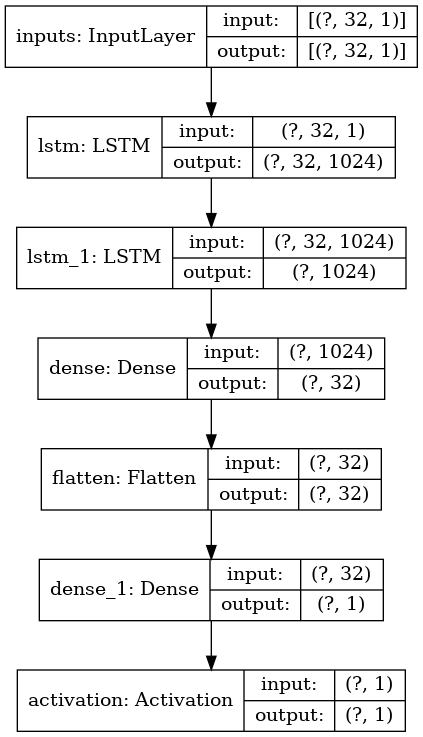 inputs: InputLayer
input: [(?, 32, 1)]
output: [(?, 32, 1)]
lstm: LSTM
input: (?, 32, 1)
output: (?, 32, 1024)
lstm_1: LSTM
input: (?, 32, 1024)
output: (?, 1024)
dense: Dense
input: (?, 1024)
output: (?, 32)
flatten: Flatten
input: (?, 32)
output: (?, 32)
dense_1: Dense
input: (?, 32)
output: (?, 1)
activation: Activation
input: (?, 1)
output: (?, 1)